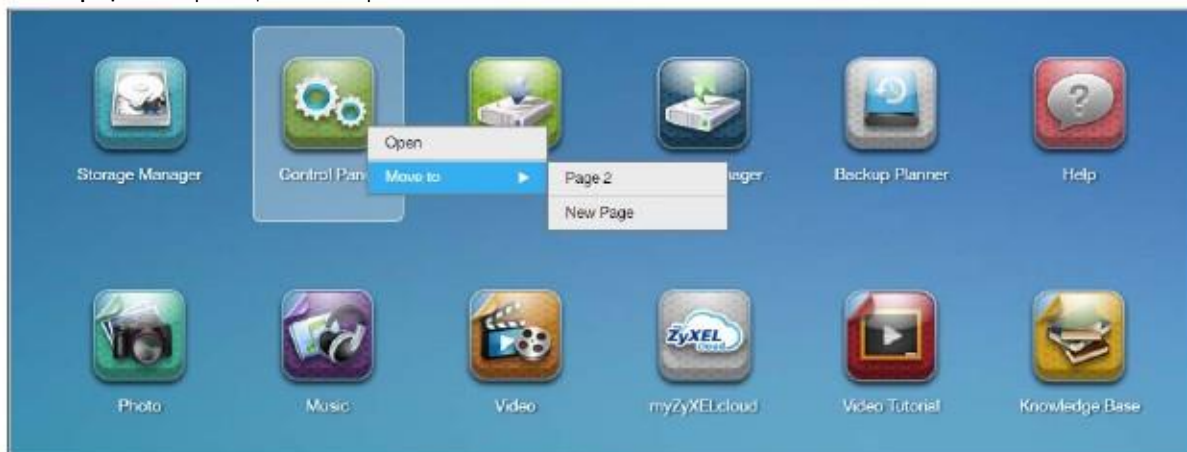 Storage Manager
Control Pan
ager
Backup Planner
Help
Open
Move to
Page 2
New Page
Photo
Music
Video
ZyXEL
Cloud
myZyXELcloud
Video Tutorial
Knowledge Base